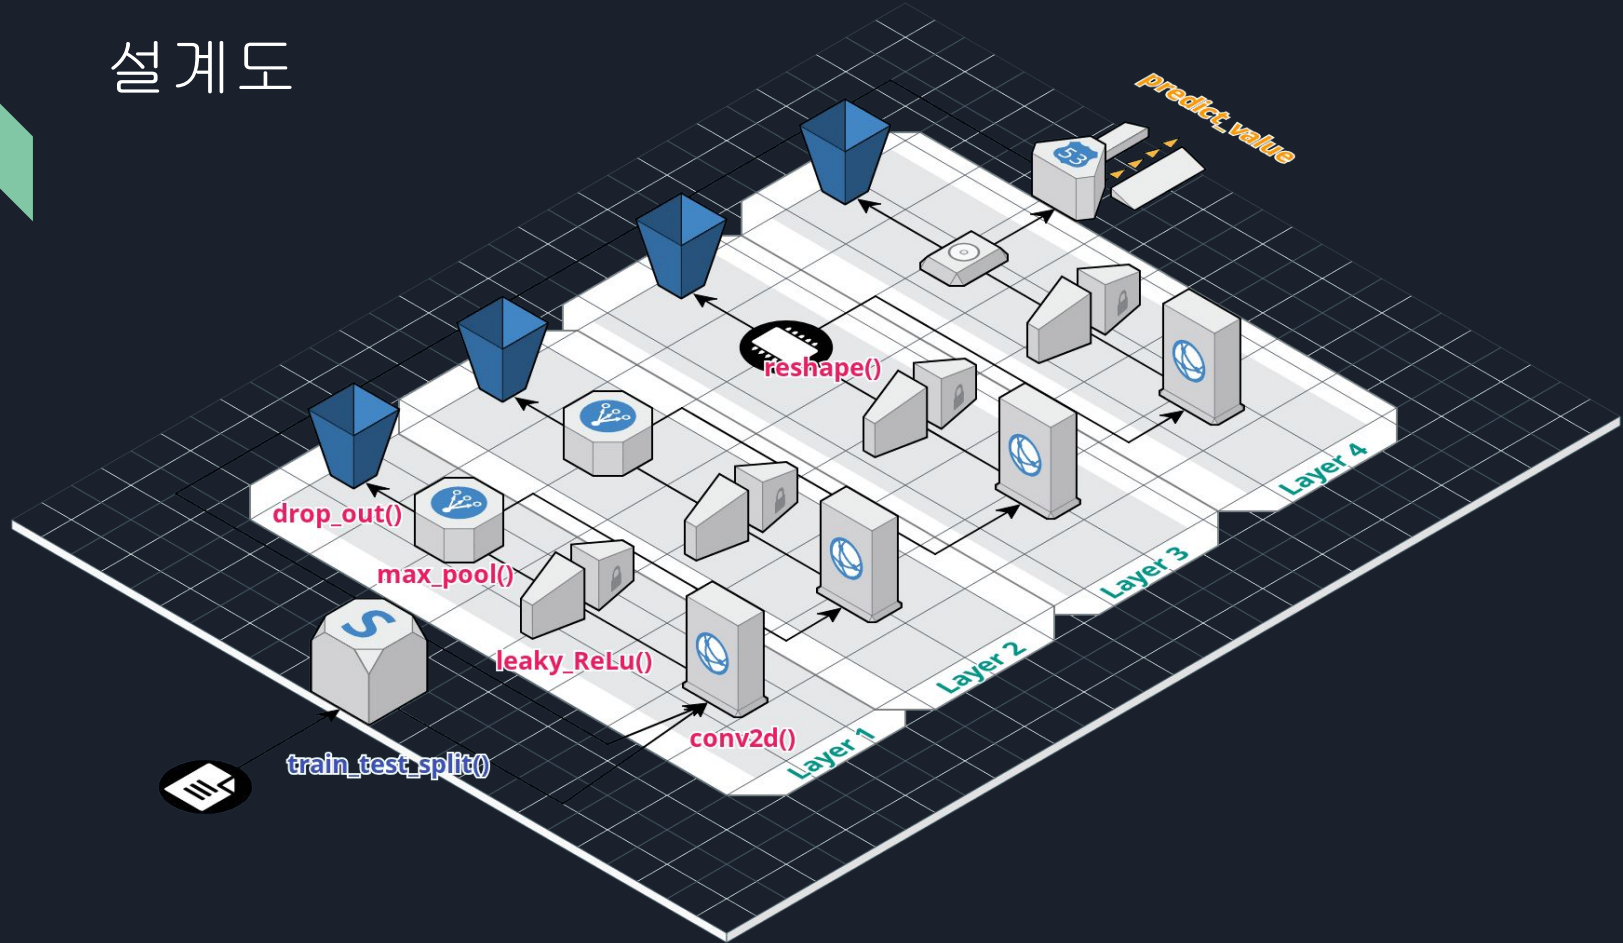 설계도
predict_value
53
reshape()
Layer 4
drop_out()
Layer 3
max_pool()
S
leaky_ReLu()
Layer 2
conv2d()
Layer 1
train_test_split()